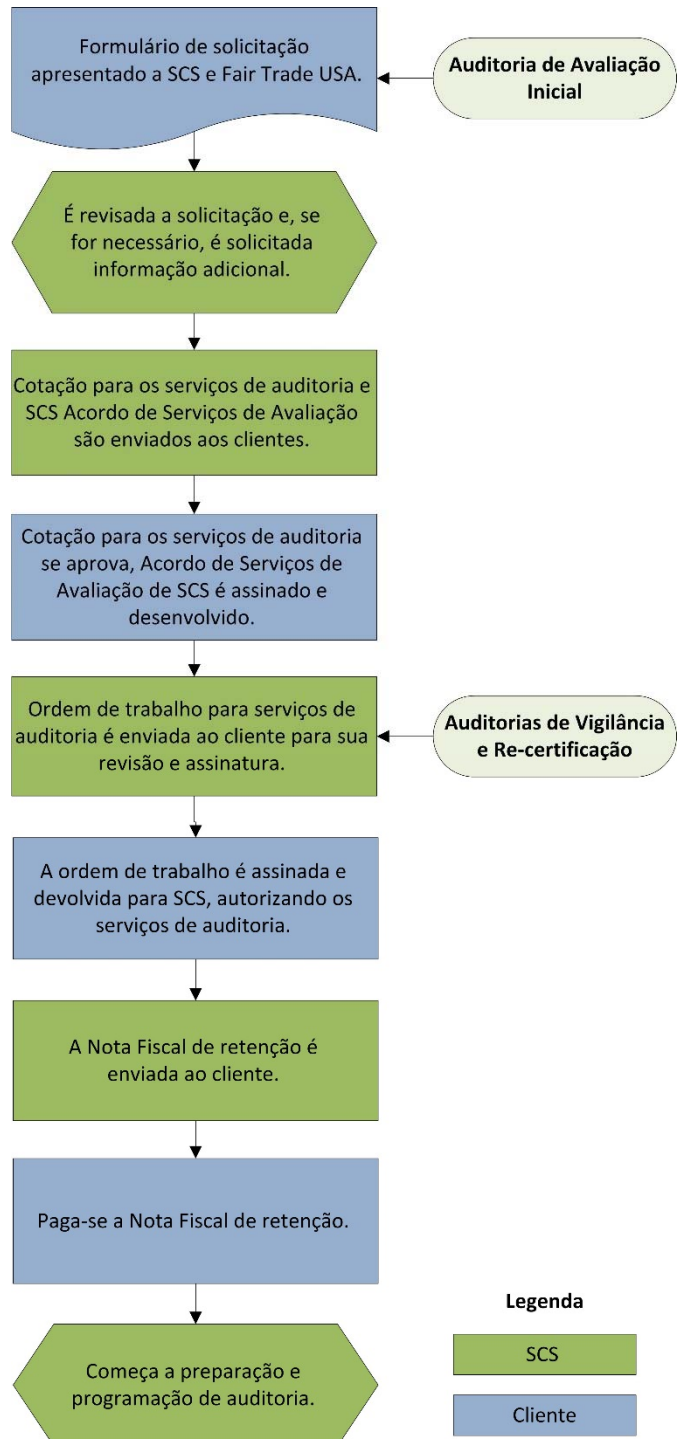 Formulário de solicitação
apresentado a SCS e Fair Trade USA.
Auditoria de Avaliação
Inicial
É revisada a solicitação e, se
for necessário, é solicitada
informação adicional.
Cotação para os serviços de auditoria e
SCS Acordo de Serviços de Avaliação
são enviados aos clientes.
Cotação para os serviços de auditoria
se aprova, Acordo de Serviços de
Avaliação de SCS é assinado e
desenvolvido.
Ordem de trabalho para serviços de
auditoria é enviada ao cliente para sua
revisão e assinatura.
Auditorias de Vigilância
e Re-certificação
A ordem de trabalho é assinada e
devolvida para SCS, autorizando os
serviços de auditoria.
A Nota Fiscal de retenção é
enviada ao cliente.
Paga-se a Nota Fiscal de retenção.
Começa a preparação e
programação de auditoria.
Legenda
SCS
Cliente